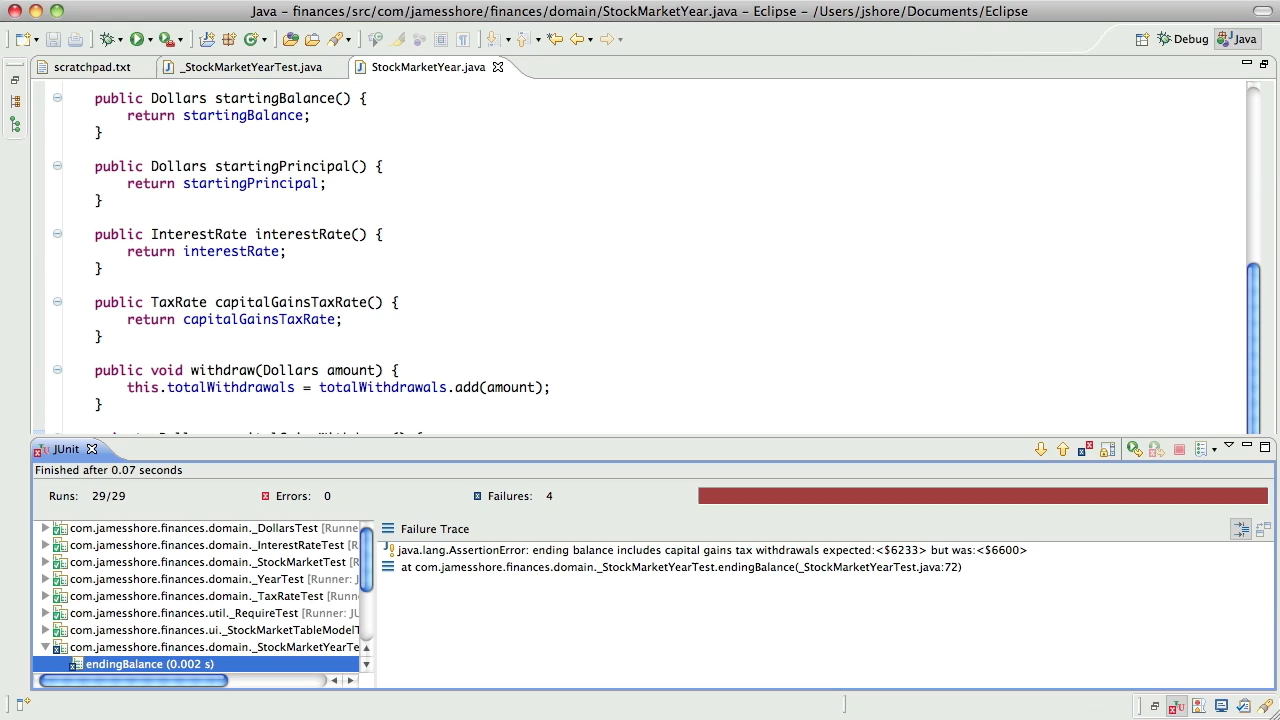 Java – finances/src/com/jamesshore/finances/domain/StockMarketYear.java – Eclipse – /Users/jshore/Documents/Eclipse
Debug Java
scratchpad.txt _StockMarketYearTest.java StockMarketYear.java
public Dollars startingBalance() {
return startingBalance;
}
public Dollars startingPrincipal() {
return startingPrincipal;
}
public InterestRate interestRate() {
return interestRate;
}
public TaxRate capitalGainsTaxRate() {
return capitalGainsTaxRate;
}
public void withdraw(Dollars amount) {
this.totalWithdrawals = totalWithdrawals.add(amount);
}
JUnit
Finished after 0.07 seconds
Runs: 29/29 Errors: 0 Failures: 4
com.jamesshore.finances.domain._DollarsTest [Runne
com.jamesshore.finances.domain._InterestRateTest [R
com.jamesshore.finances.domain._StockMarketTest [R
com.jamesshore.finances.domain._YearTest [Runner: J
com.jamesshore.finances.domain._TaxRateTest [Runne
com.jamesshore.finances.util._RequireTest [Runner: JU
com.jamesshore.finances.ui._StockMarketTableModelT
com.jamesshore.finances.domain._StockMarketYearTe
endingBalance (0.002 s)
Failure Trace
java.lang.AssertionError: ending balance includes capital gains tax withdrawals expected:<$6233> but was:<$6600>
at com.jamesshore.finances.domain._StockMarketYearTest.endingBalance(_StockMarketYearTest.java:72)